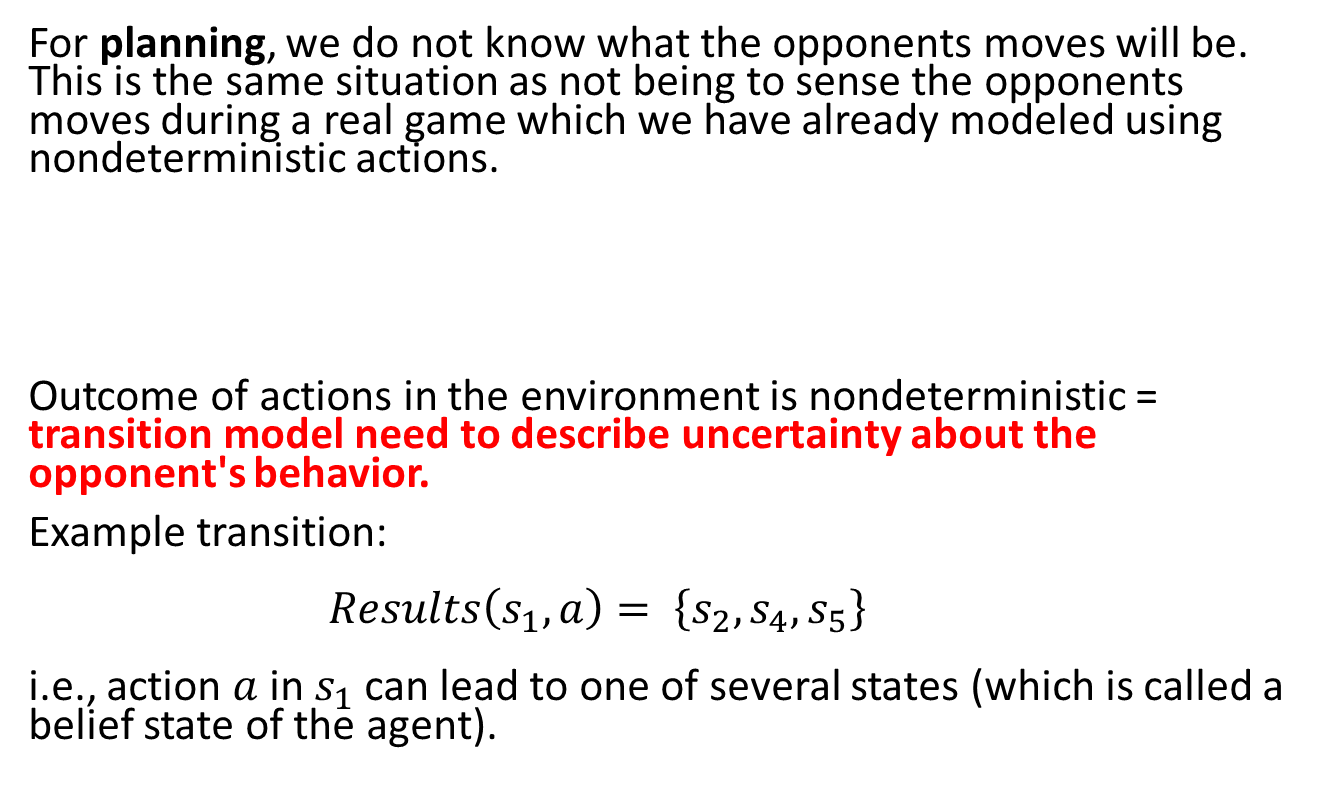 For planning, we do not know what the opponents moves will be.
This is the same situation as not being to sense the opponents
moves during a real game which we have already modeled using
nondeterministic actions.
Outcome of actions in the environment is nondeterministic =
transition model need to describe uncertainty about the
opponent's behavior.
Example transition:
Results(s₁, a) = {s₂, s₄, s₅}
i.e., action a in s₁ can lead to one of several states (which is called a
belief state of the agent).